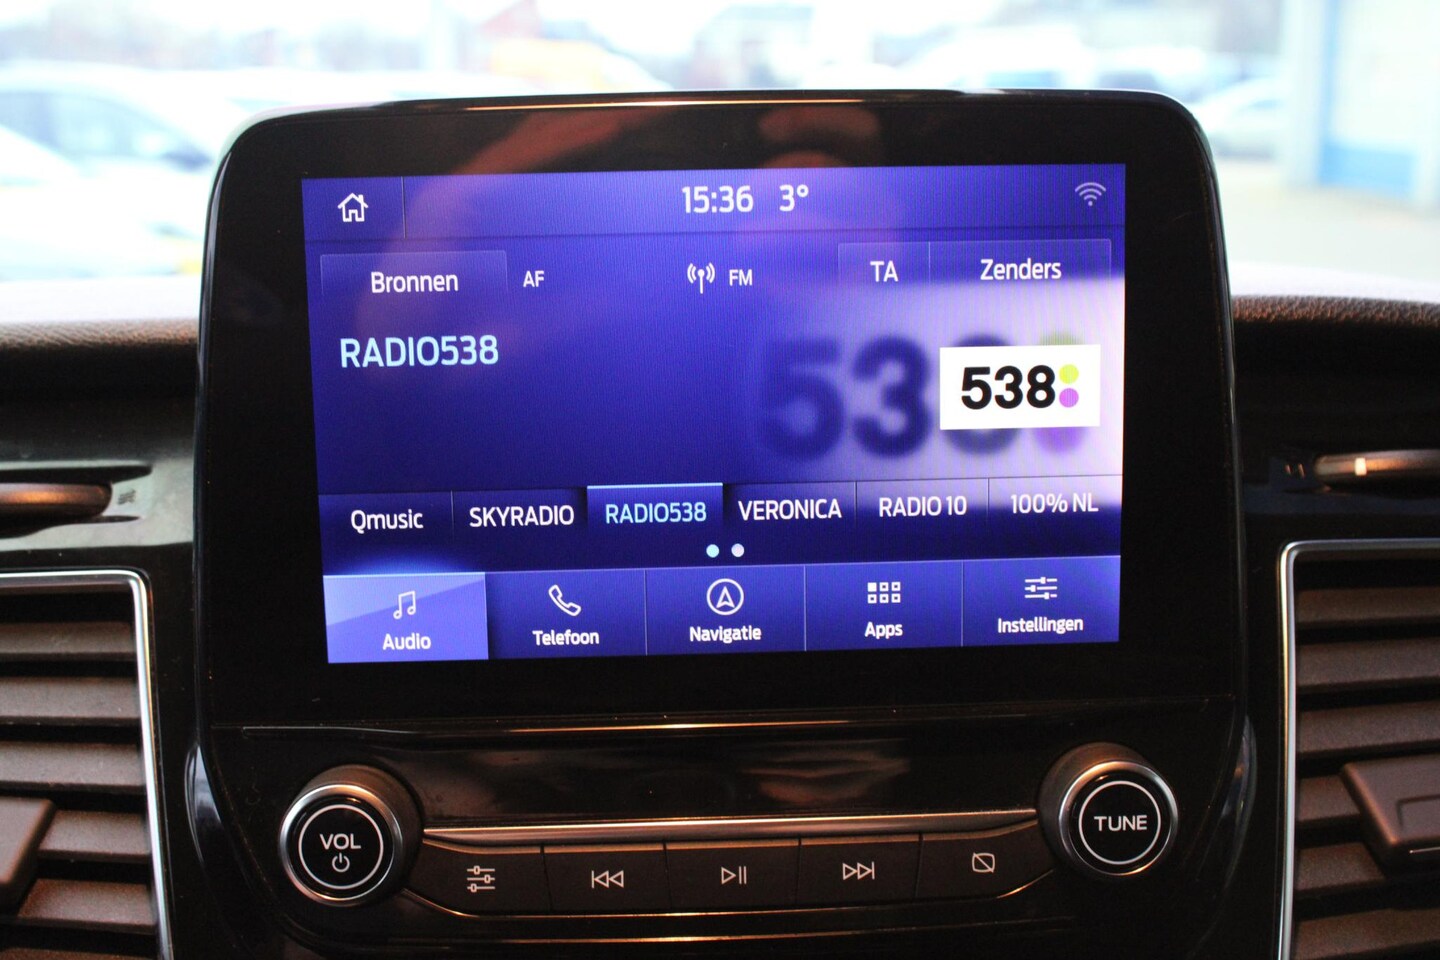 15:36 3°
Bronnen AF FM TA Zenders
RADIO538
538
538
Qmusic SKYRADIO RADIO538 VERONICA RADIO 10 100% NL
Audio Telefoon Navigatie Apps Instellingen
VOL
TUNE